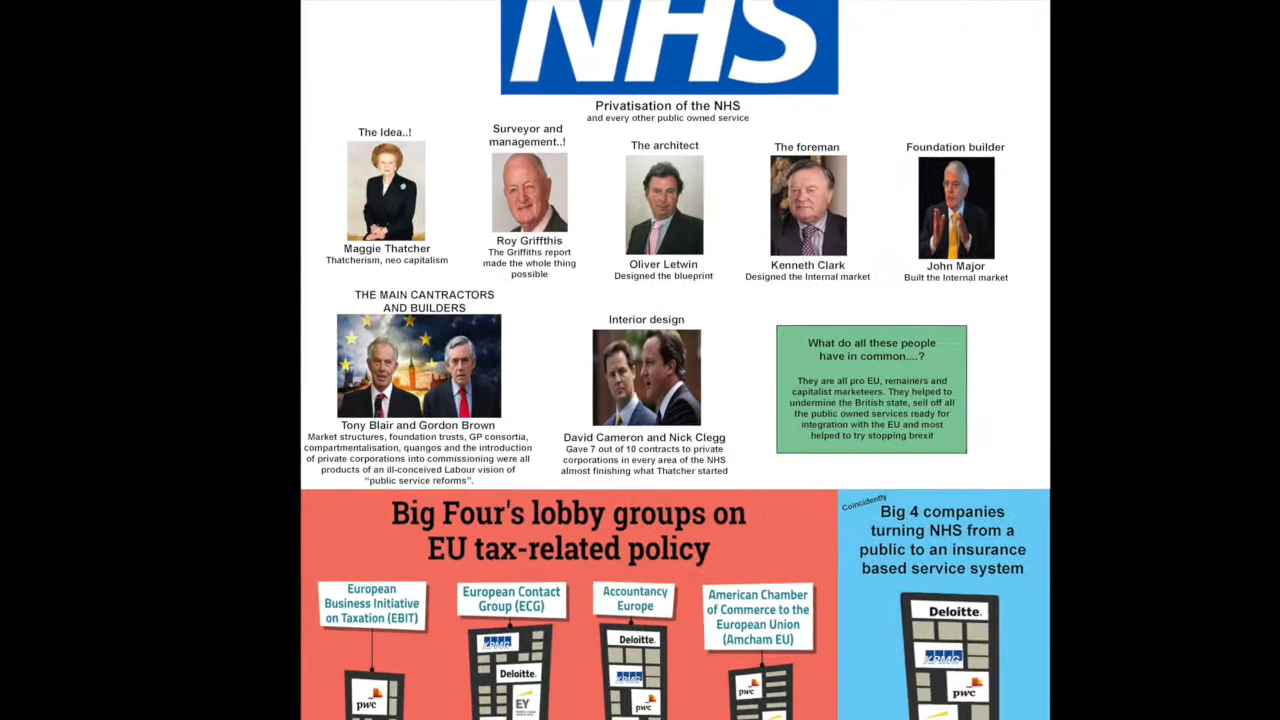 NHS
Privatisation of the NHS
and every other public owned service
The Idea..!
Maggie Thatcher
Thatcherism, neo capitalism
Surveyor and
management..!
Roy Griffthis
The Griffiths report
made the whole thing
possible
The architect
Oliver Letwin
Designed the blueprint
The foreman
Kenneth Clark
Designed the Internal market
Foundation builder
John Major
Built the Internal market
THE MAIN CANTRACTORS
AND BUILDERS
Tony Blair and Gordon Brown
Market structures, foundation trusts, GP consortia,
compartmentalisation, quangos and the introduction
of private corporations into commissioning were all
products of an ill-conceived Labour vision of
“public service reforms”.
Interior design
David Cameron and Nick Clegg
Gave 7 out of 10 contracts to private
corporations in every area of the NHS
almost finishing what Thatcher started
What do all these people
have in common....?
They are all pro EU, remainers and
capitalist marketeers. They helped to
undermine the British state, sell off all
the public owned services ready for
integration with the EU and most
helped to try stopping brexit
Big Four's lobby groups on
EU tax-related policy
European
Business Initiative
on Taxation (EBIT)
pwc
European Contact
Group (ECG)
KPMG
Deloitte.
EY
Accountancy
Europe
Deloitte.
KPMG
pwc
American Chamber
of Commerce to the
European Union
(Amcham EU)
pwc
Coincidently
Big 4 companies
turning NHS from a
public to an insurance
based service system
Deloitte.
KPMG
pwc